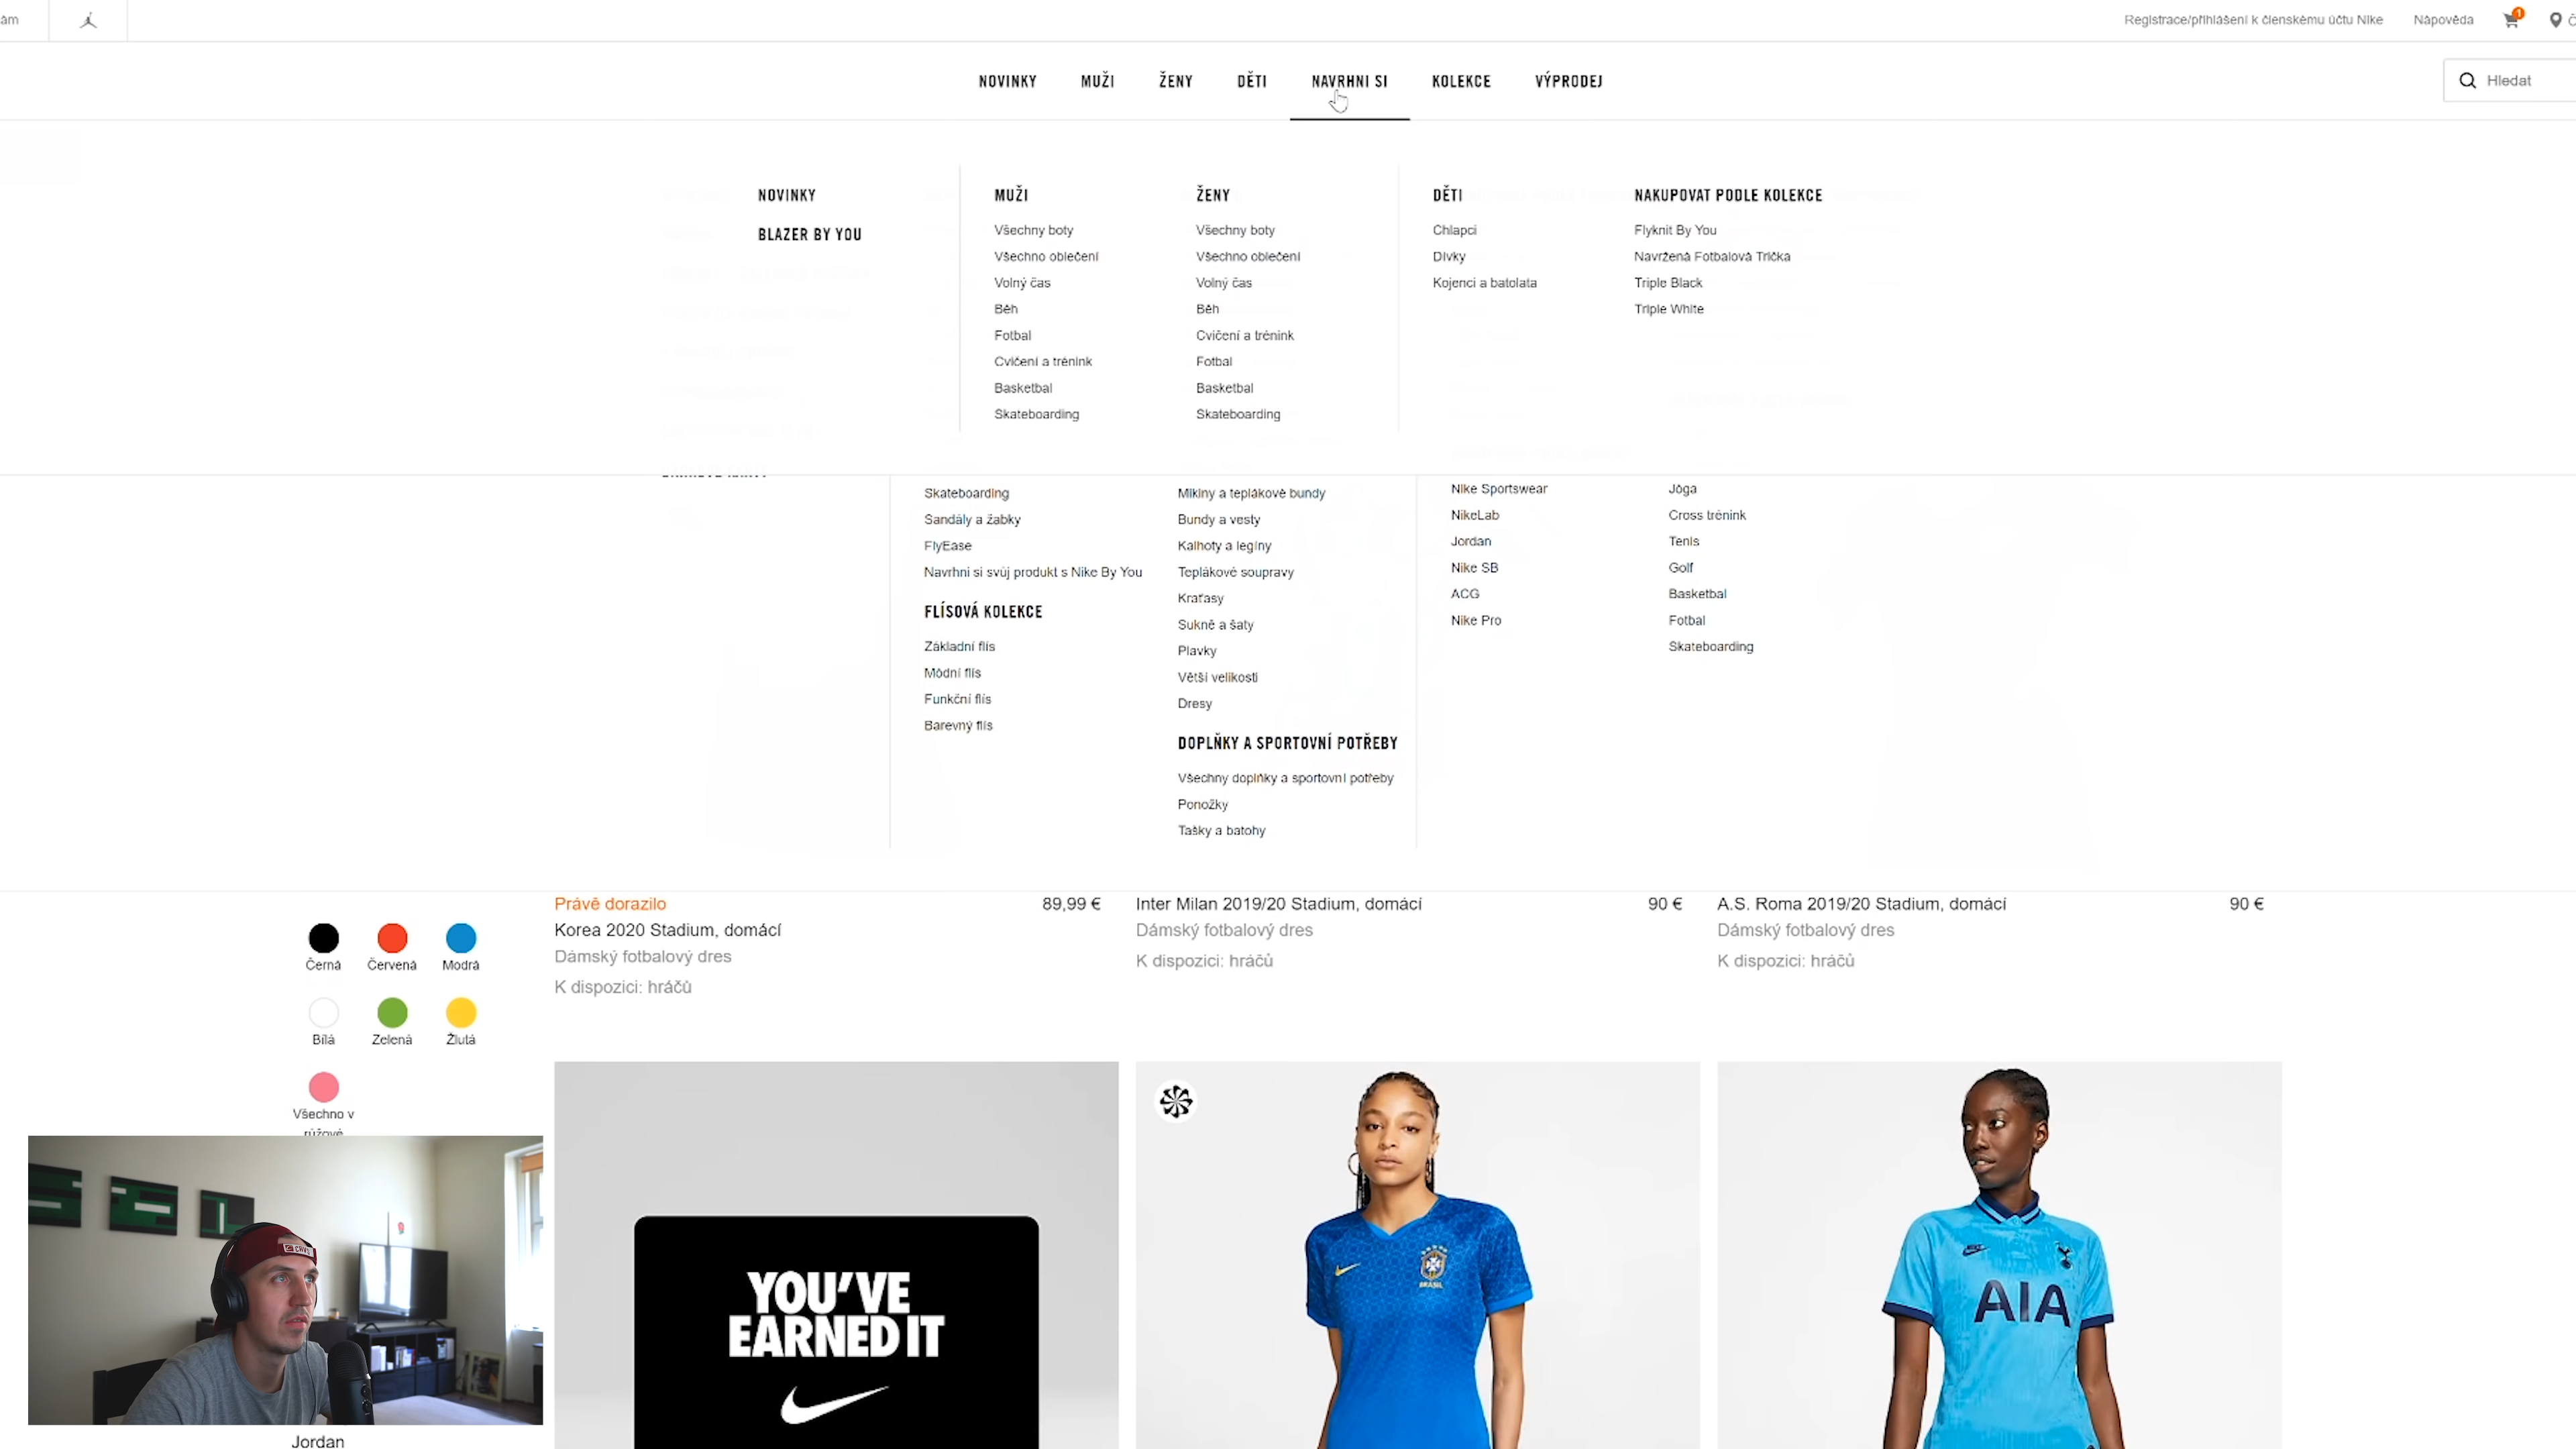 ám
Registrace/přihlášení k členskému účtu Nike
Nápověda
1
NOVINKY
MUŽI
ŽENY
DĚTI
NAVRHNI SI
KOLEKCE
VÝPRODEJ
Hledat
NOVINKY
BLAZER BY YOU
MUŽI
Všechny boty
Všechno oblečení
Volný čas
Běh
Fotbal
Cvičení a trénink
Basketbal
Skateboarding
ŽENY
Všechny boty
Všechno oblečení
Volný čas
Běh
Cvičení a trénink
Fotbal
Basketbal
Skateboarding
DĚTI
Chlapci
Dívky
Kojenci a batolata
NAKUPOVAT PODLE KOLEKCE
Flyknit By You
Navržená Fotbalová Trička
Triple Black
Triple White
Skateboarding
Sandály a žabky
FlyEase
Navrhni si svůj produkt s Nike By You
FLÍSOVÁ KOLEKCE
Základní flís
Módní flís
Funkční flís
Barevný flís
Mikiny a teplákové bundy
Bundy a vesty
Kalhoty a legíny
Teplákové soupravy
Kraťasy
Sukně a šaty
Plavky
Větší velikosti
Dresy
DOPLŇKY A SPORTOVNÍ POTŘEBY
Všechny doplňky a sportovní potřeby
Ponožky
Tašky a batohy
Nike Sportswear
NikeLab
Jordan
Nike SB
ACG
Nike Pro
Jóga
Cross trénink
Tenis
Golf
Basketbal
Fotbal
Skateboarding
Černá
Červená
Modrá
Bílá
Zelená
Žlutá
Všechno v
růžové
Jordan
Právě dorazilo
89,99 €
Korea 2020 Stadium, domácí
Dámský fotbalový dres
K dispozici: hráčů
Inter Milan 2019/20 Stadium, domácí
90 €
Dámský fotbalový dres
K dispozici: hráčů
A.S. Roma 2019/20 Stadium, domácí
90 €
Dámský fotbalový dres
K dispozici: hráčů
YOU'VE
EARNED IT
BRASIL
AIA
CAVS